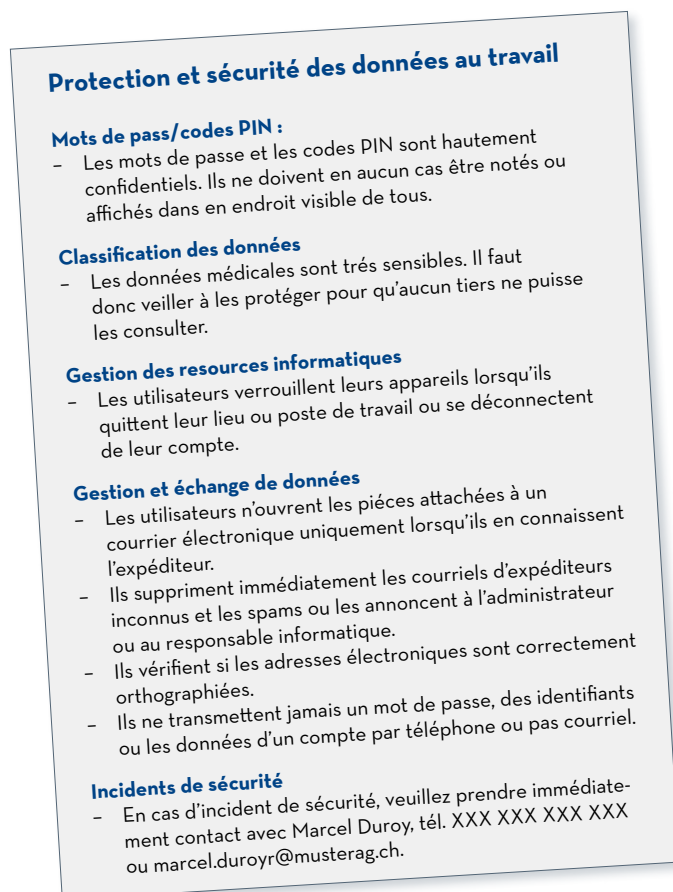 Protection et sécurité des données au travail
Mots de pass/codes PIN :
– Les mots de passe et les codes PIN sont hautement
confidentiels. Ils ne doivent en aucun cas être notés ou
affichés dans en endroit visible de tous.
Classification des données
– Les données médicales sont trés sensibles. Il faut
donc veiller à les protéger pour qu'aucun tiers ne puisse
les consulter.
Gestion des resources informatiques
– Les utilisateurs verrouillent leurs appareils lorsqu'ils
quittent leur lieu ou poste de travail ou se déconnectent
de leur compte.
Gestion et échange de données
– Les utilisateurs n'ouvrent les piéces attachées à un
courrier électronique uniquement lorsqu'ils en connaissent
l'expéditeur.
– Ils suppriment immédiatement les courriels d'expéditeurs
inconnus et les spams ou les annoncent à l'administrateur
ou au responsable informatique.
– Ils vérifient si les adresses électroniques sont correctement
orthographiées.
– Ils ne transmettent jamais un mot de passe, des identifiants
ou les données d'un compte par téléphone ou pas courriel.
Incidents de sécurité
– En cas d'incident de sécurité, veuillez prendre immédiate-
ment contact avec Marcel Duroy, tél. XXX XXX XXX XXX
ou marcel.duroyr@musterag.ch.